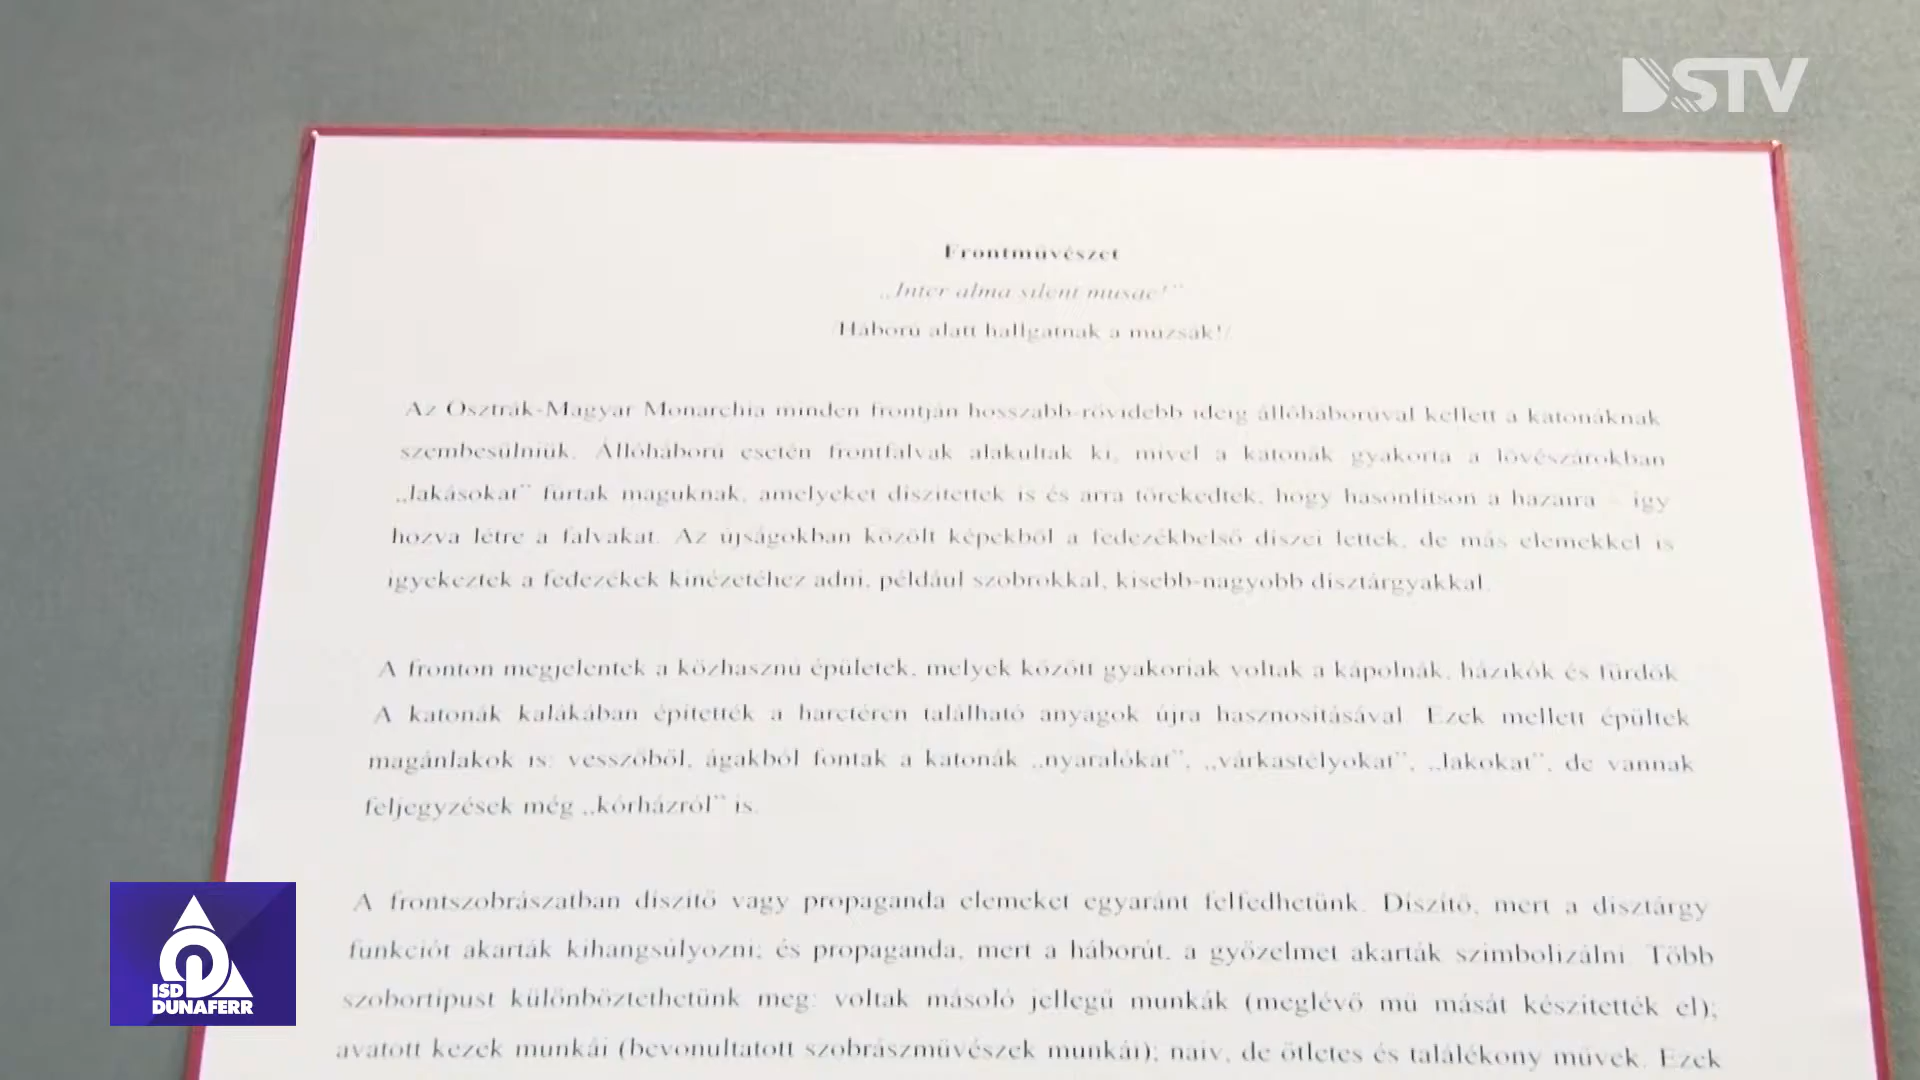 DSTV
Frontművészet
„Inter alma silent musae!”
/Háború alatt hallgatnak a múzsák!/
Az Osztrák-Magyar Monarchia minden frontján hosszabb-rövidebb ideig állóháborúval kellett a katonáknak
szembesülniük. Állóháború esetén frontfalvak alakultak ki, mivel a katonák gyakorta a lövészárokban
„lakásokat” fúrtak maguknak, amelyeket díszítettek is és arra törekedtek, hogy hasonlítson a hazaira – így
hozva létre a falvakat. Az újságokban közölt képekből a fedezékbelső díszei lettek, de más elemekkel is
igyekeztek a fedezékek kinézetéhez adni, például szobrokkal, kisebb-nagyobb dísztárgyakkal.
A fronton megjelentek a közhasznú épületek, melyek között gyakoriak voltak a kápolnák, házikók és fürdők.
A katonák kalákában építették a harctéren található anyagok újra hasznosításával. Ezek mellett épültek
magánlakok is: vesszőből, ágakból fontak a katonák „nyaralókat”, „várkastélyokat”, „lakokat”, de vannak
feljegyzések még „kórházról” is.
A frontszobrászatban díszítő vagy propaganda elemeket egyaránt felfedhetünk. Díszítő, mert a dísztárgy
funkciót akarták kihangsúlyozni; és propaganda, mert a háborút, a győzelmet akarták szimbolizálni. Több
szobortípust különböztethetünk meg: voltak másoló jellegű munkák (meglévő mű mását készítették el);
avatott kezek munkái (bevonultatott szobrászművészek munkái); naiv, de ötletes és találékony művek. Ezek
ISD
DUNAFERR